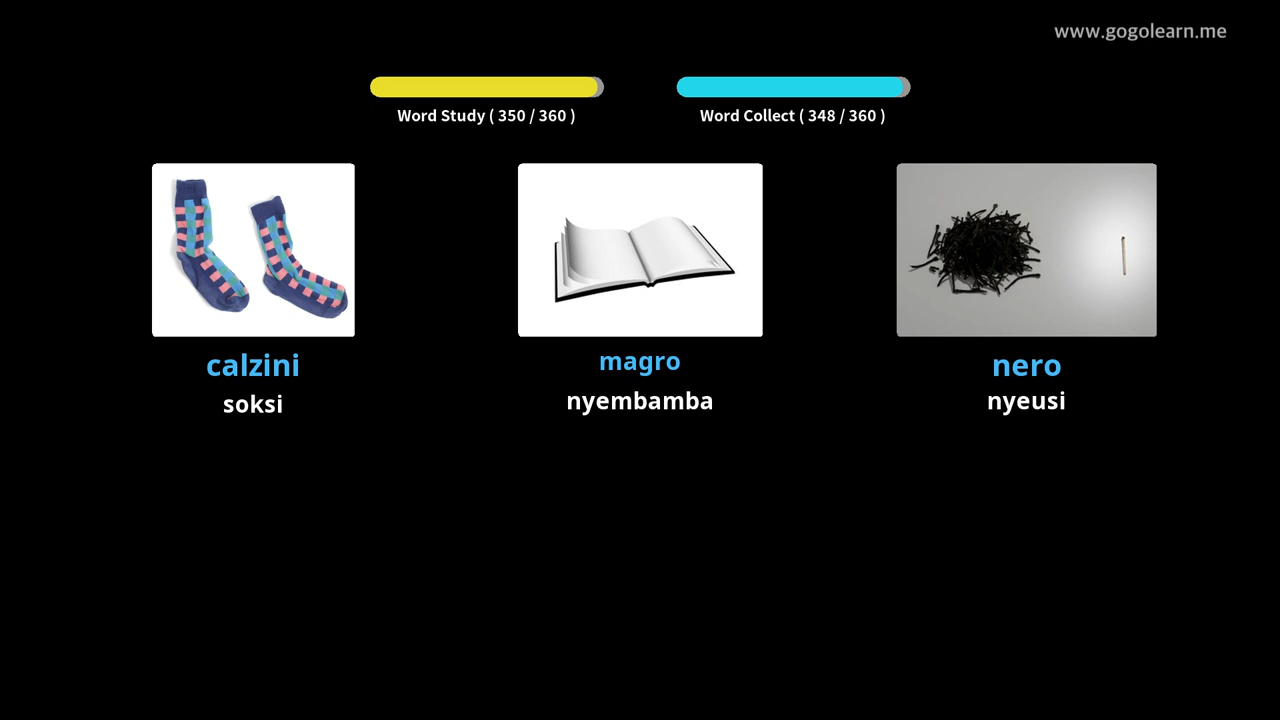 www.gogolearn.me
Word Study ( 350 / 360 )
Word Collect ( 348 / 360 )
calzini
soksi
magro
nyembamba
nero
nyeusi